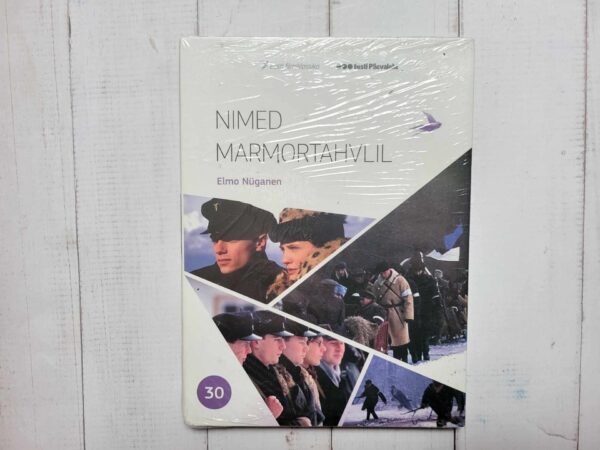 eesti Päevaleht
NIMED
MARMORTAHVLIL
Elmo Nüganen
30